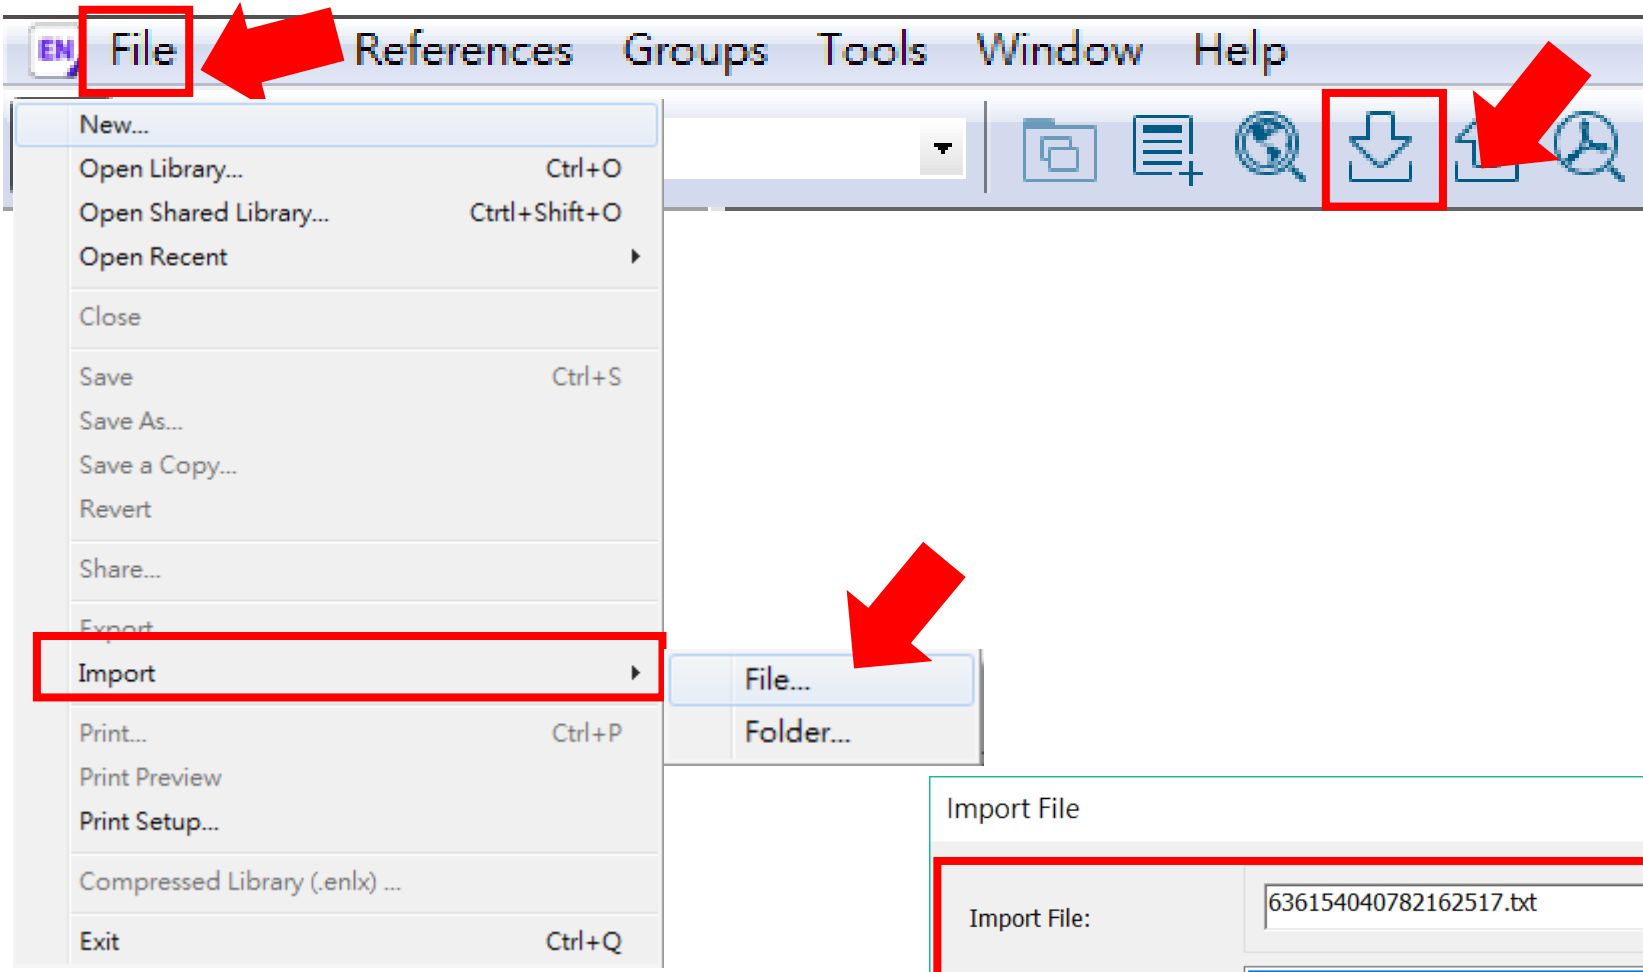 EN File References Groups Tools Window Help
New...
Open Library... Ctrl+O
Open Shared Library... Ctrtl+Shift+O
Open Recent
Close
Save Ctrl+S
Save As...
Save a Copy...
Revert
Share...
Export
Import
File...
Folder...
Print... Ctrl+P
Print Preview
Print Setup...
Compressed Library (.enlx) ...
Exit Ctrl+Q
Import File
Import File: 636154040782162517.txt